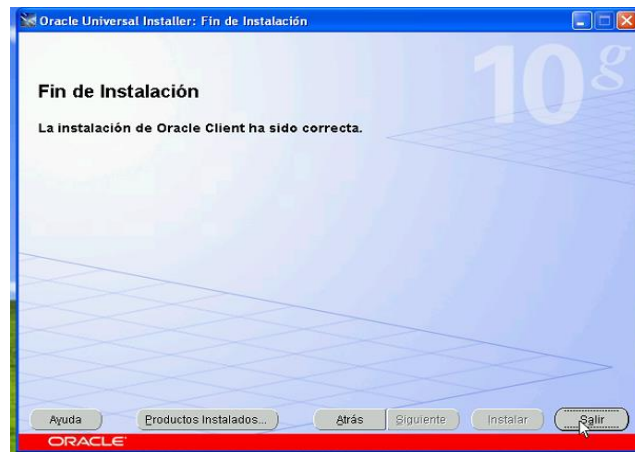 Oracle Universal Installer: Fin de Instalación
10g
Fin de Instalación
La instalación de Oracle Client ha sido correcta.
Ayuda
Productos Instalados...
Atrás
Siguiente
Instalar
Salir
ORACLE